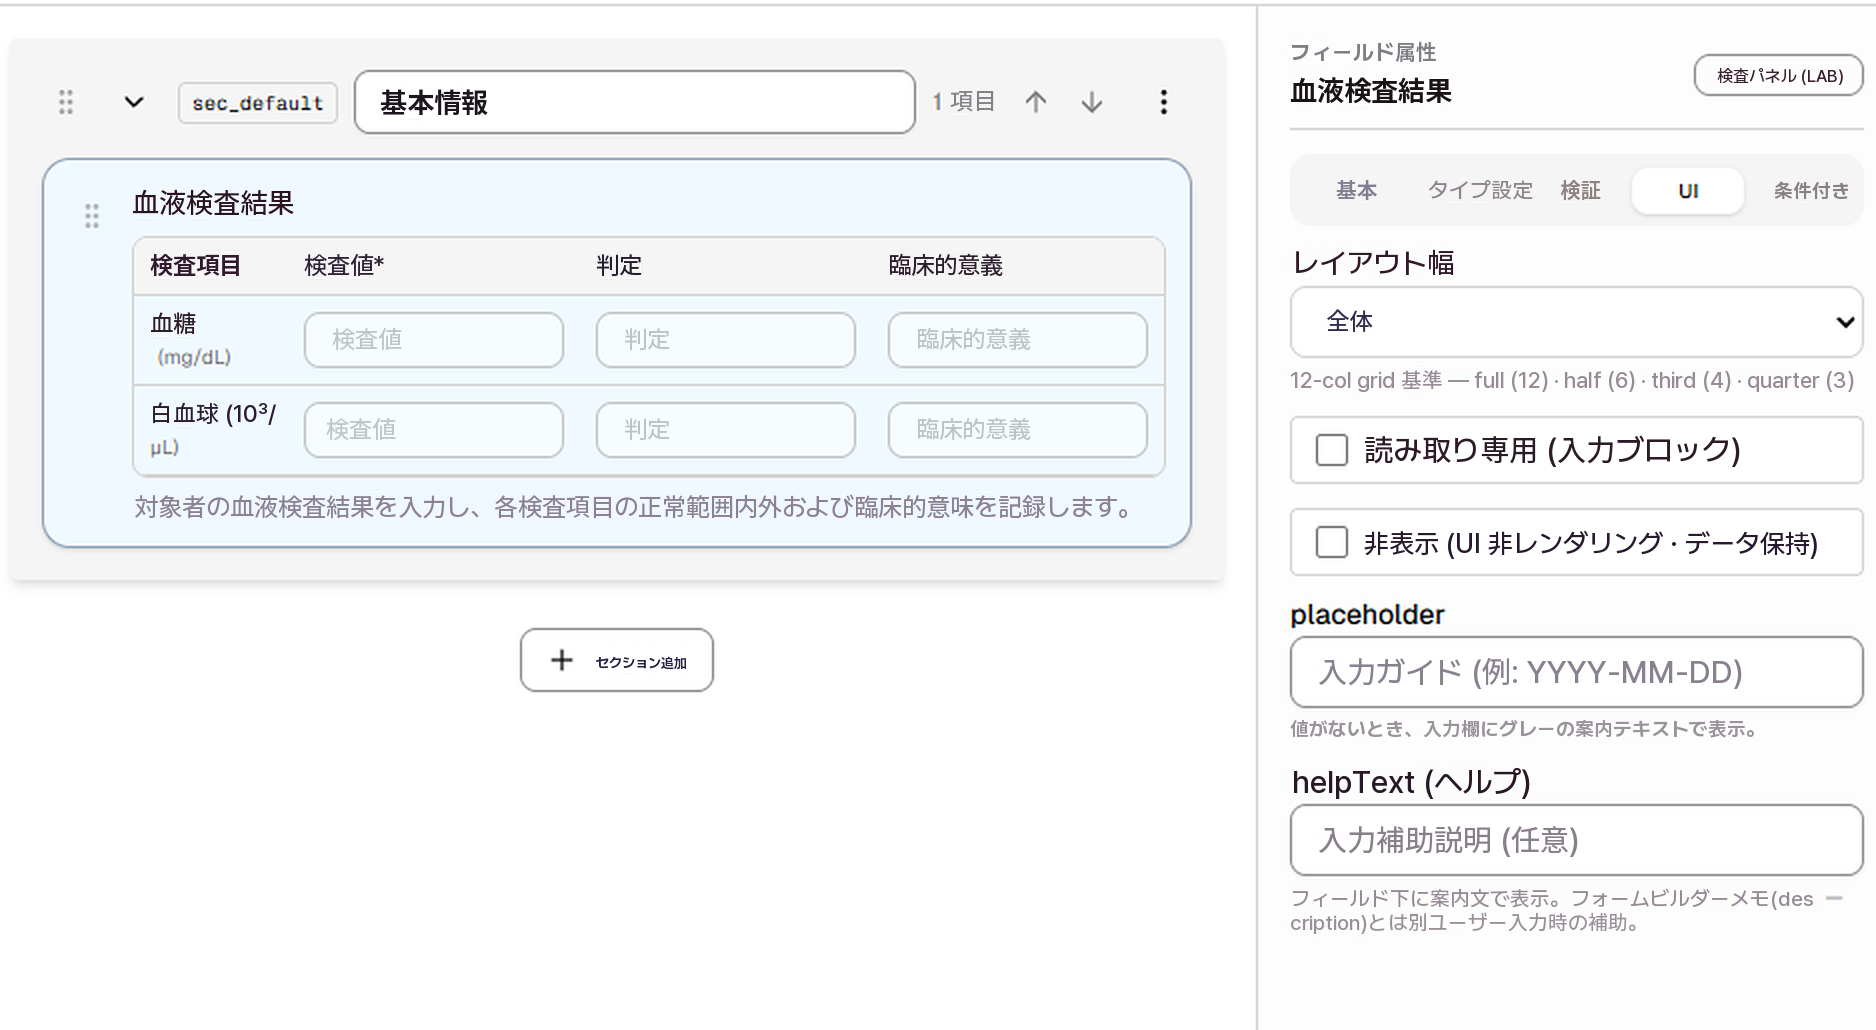 sec_default
基本情報
1 項目
血液検査結果
検査項目 検査値* 判定 臨床的意義
血糖
(mg/dL)
検査値 判定 臨床的意義
白血球 (10³/
µL)
検査値 判定 臨床的意義
対象者の血液検査結果を入力し、各検査項目の正常範囲内外および臨床的意味を記録します。
+ セクション追加
フィールド属性
血液検査結果
検査パネル (LAB)
基本 タイプ設定 検証 UI 条件付き
レイアウト幅
全体
12-col grid 基準 — full (12) · half (6) · third (4) · quarter (3)
読み取り専用 (入力ブロック)
非表示 (UI 非レンダリング · データ保持)
placeholder
入力ガイド (例: YYYY-MM-DD)
値がないとき、入力欄にグレーの案内テキストで表示。
helpText (ヘルプ)
入力補助説明 (任意)
フィールド下に案内文で表示。フォームビルダーメモ(des —
cription)とは別ユーザー入力時の補助。